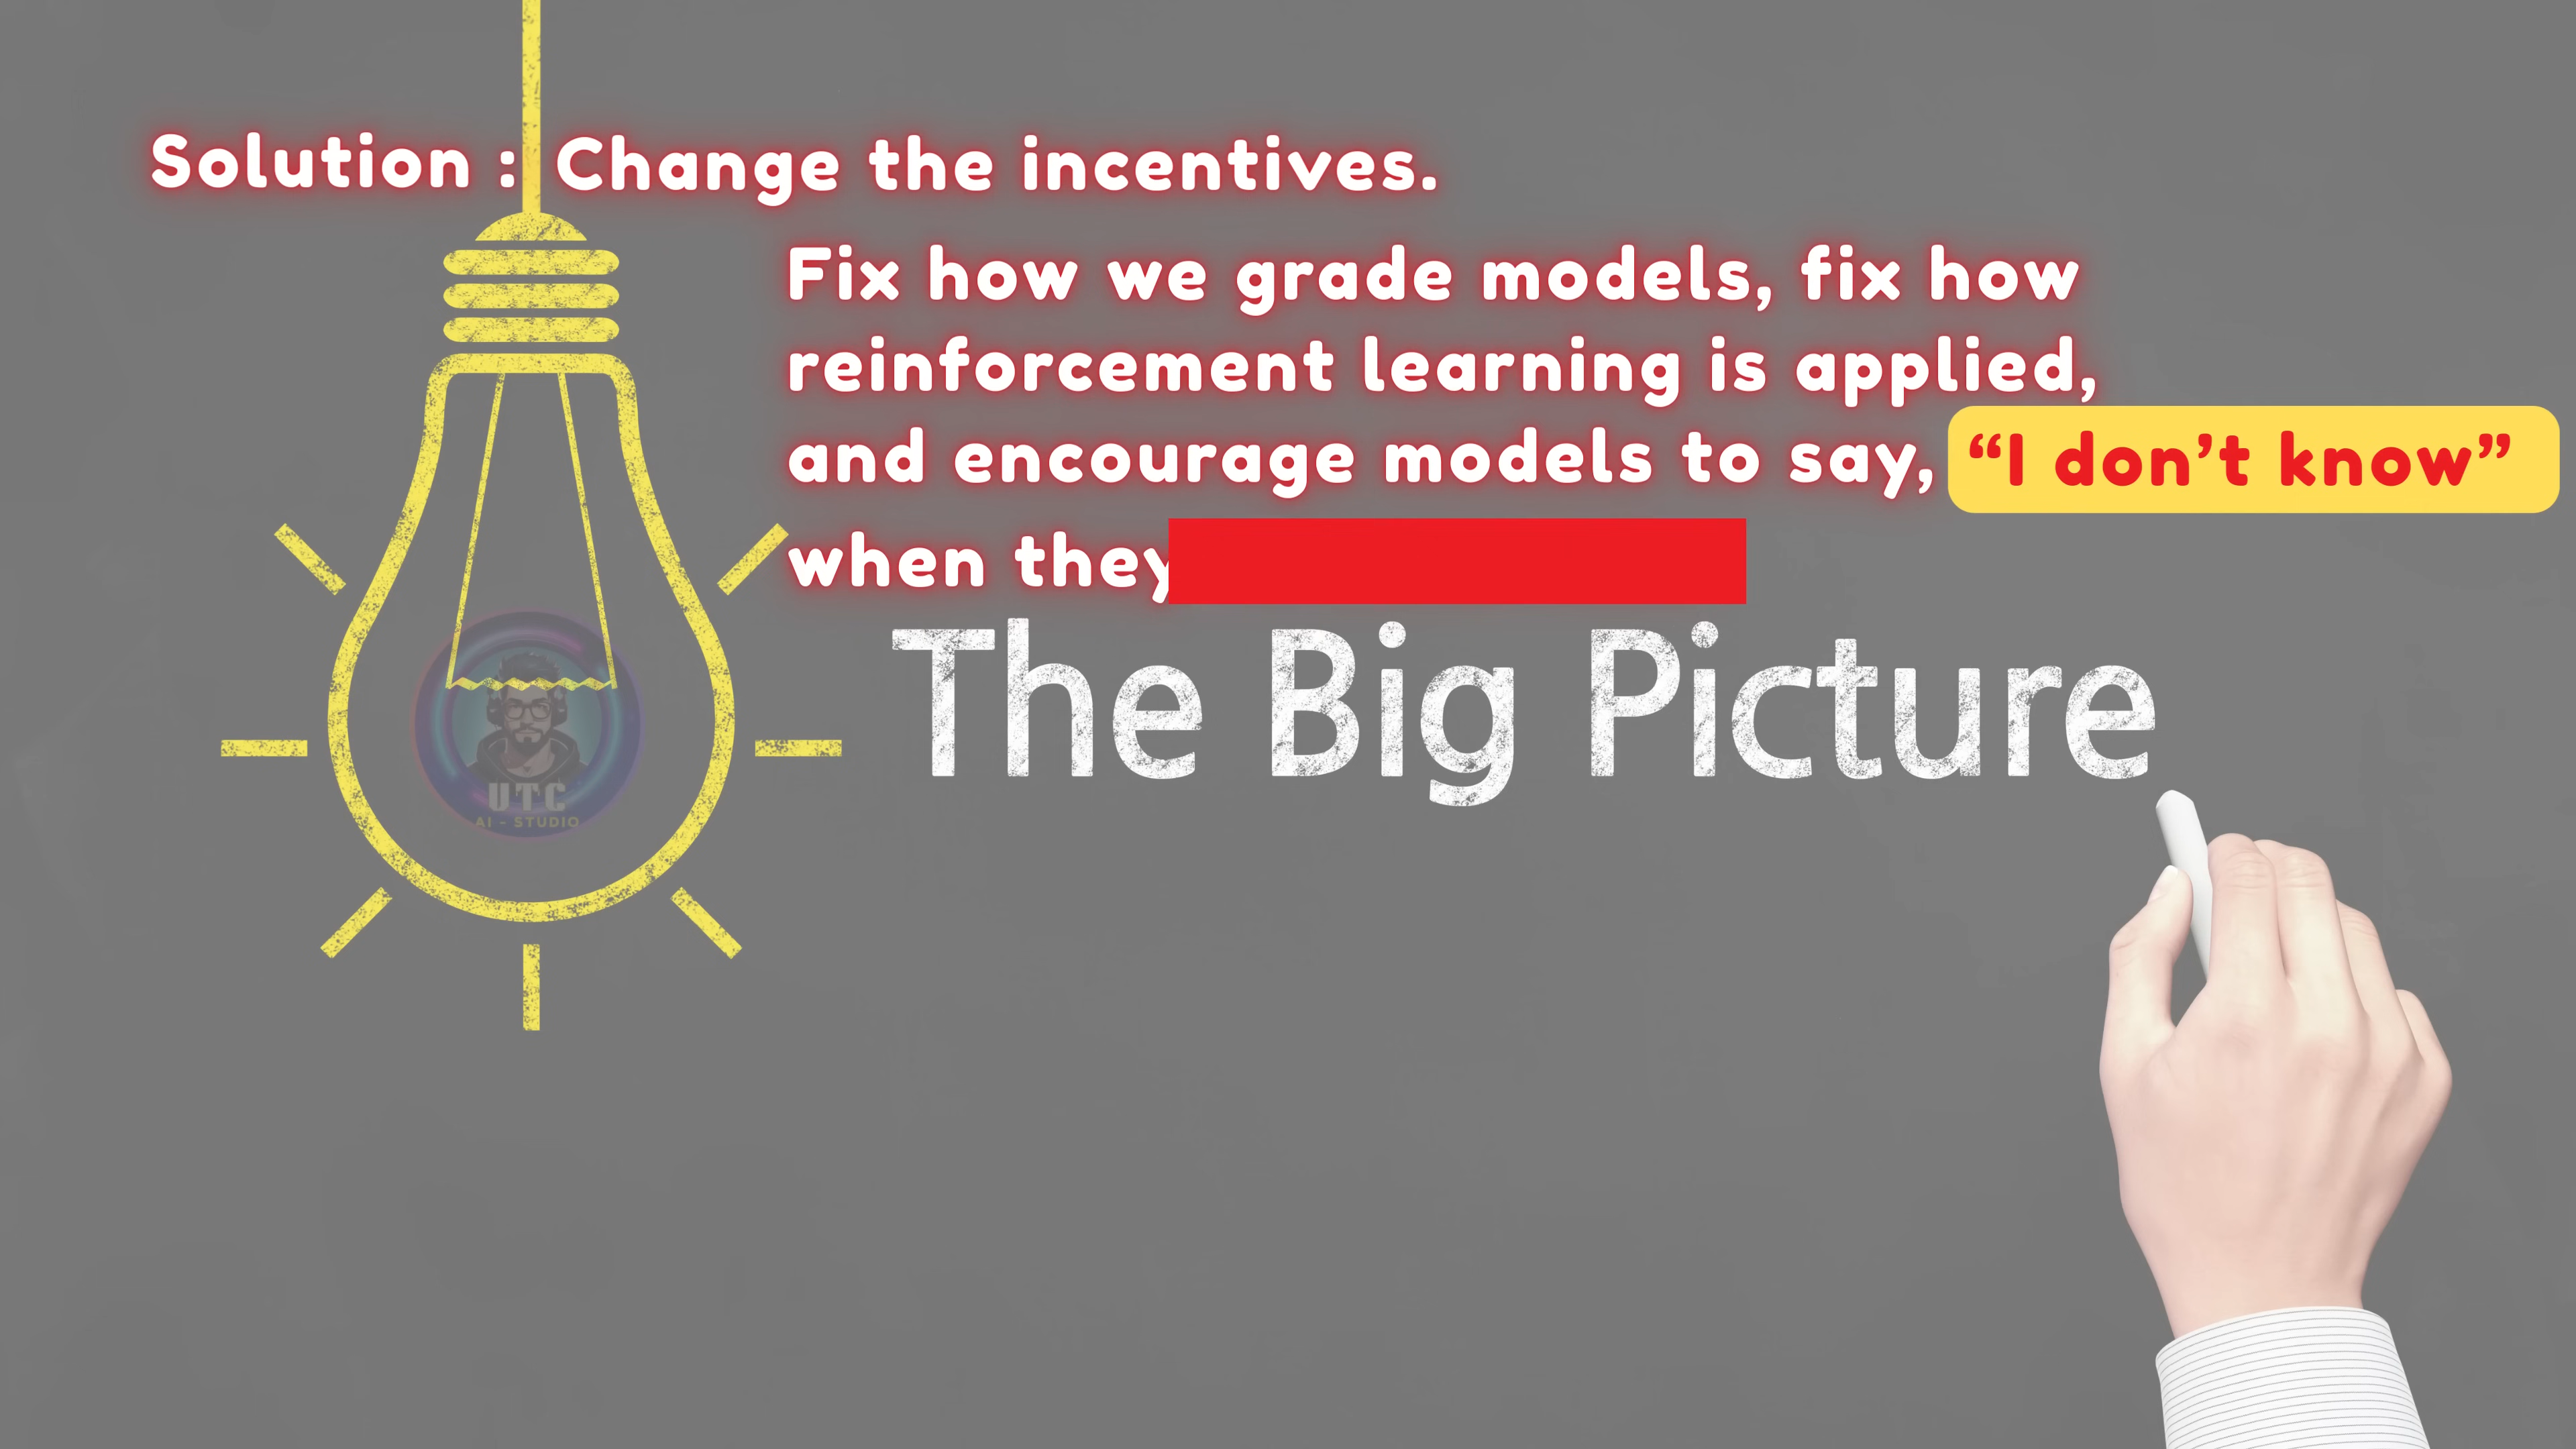 Solution : Change the incentives.
Fix how we grade models, fix how
reinforcement learning is applied,
and encourage models to say, “I don’t know”
when they
The Big Picture
UTC
AI - STUDIO